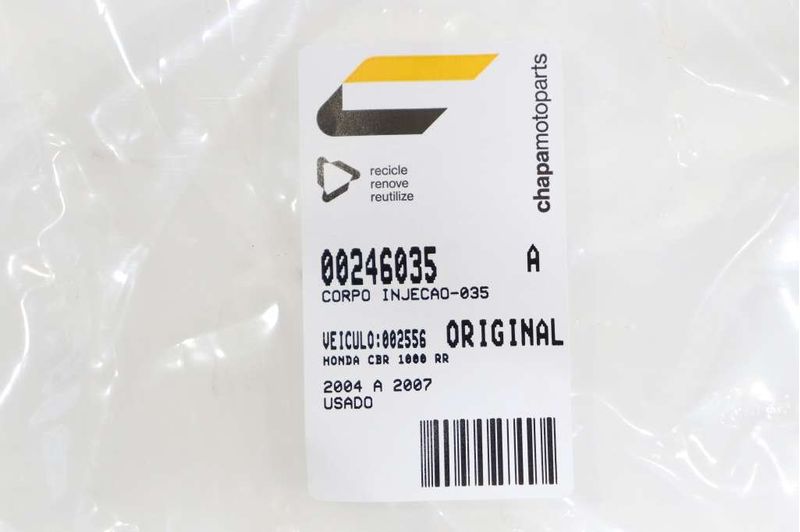 chapamotoparts
recicle
renove
reutilize
00246035 A
CORPO INJECAO-035
VEICULO:002556 ORIGINAL
HONDA CBR 1000 RR
2004 A 2007
USADO